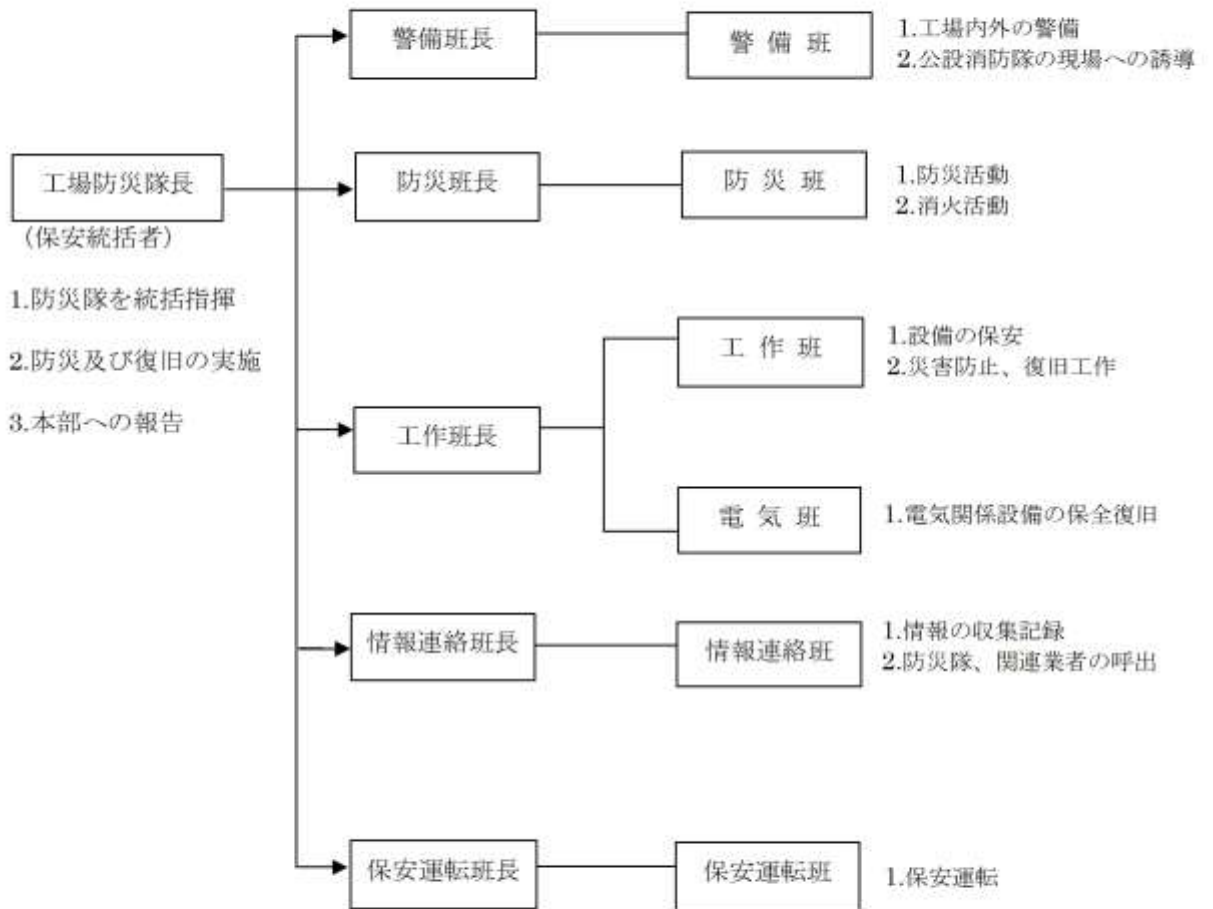 警備班長
警 備 班
1.工場内外の警備
2.公設消防隊の現場への誘導
工場防災隊長
(保安統括者)
1.防災隊を統括指揮
2.防災及び復旧の実施
3.本部への報告
防災班長
防 災 班
1.防災活動
2.消火活動
工作班長
工 作 班
1.設備の保安
2.災害防止、復旧工作
電 気 班
1.電気関係設備の保全復旧
情報連絡班長
情報連絡班
1.情報の収集記録
2.防災隊、関連業者の呼出
保安運転班長
保安運転班
1.保安運転